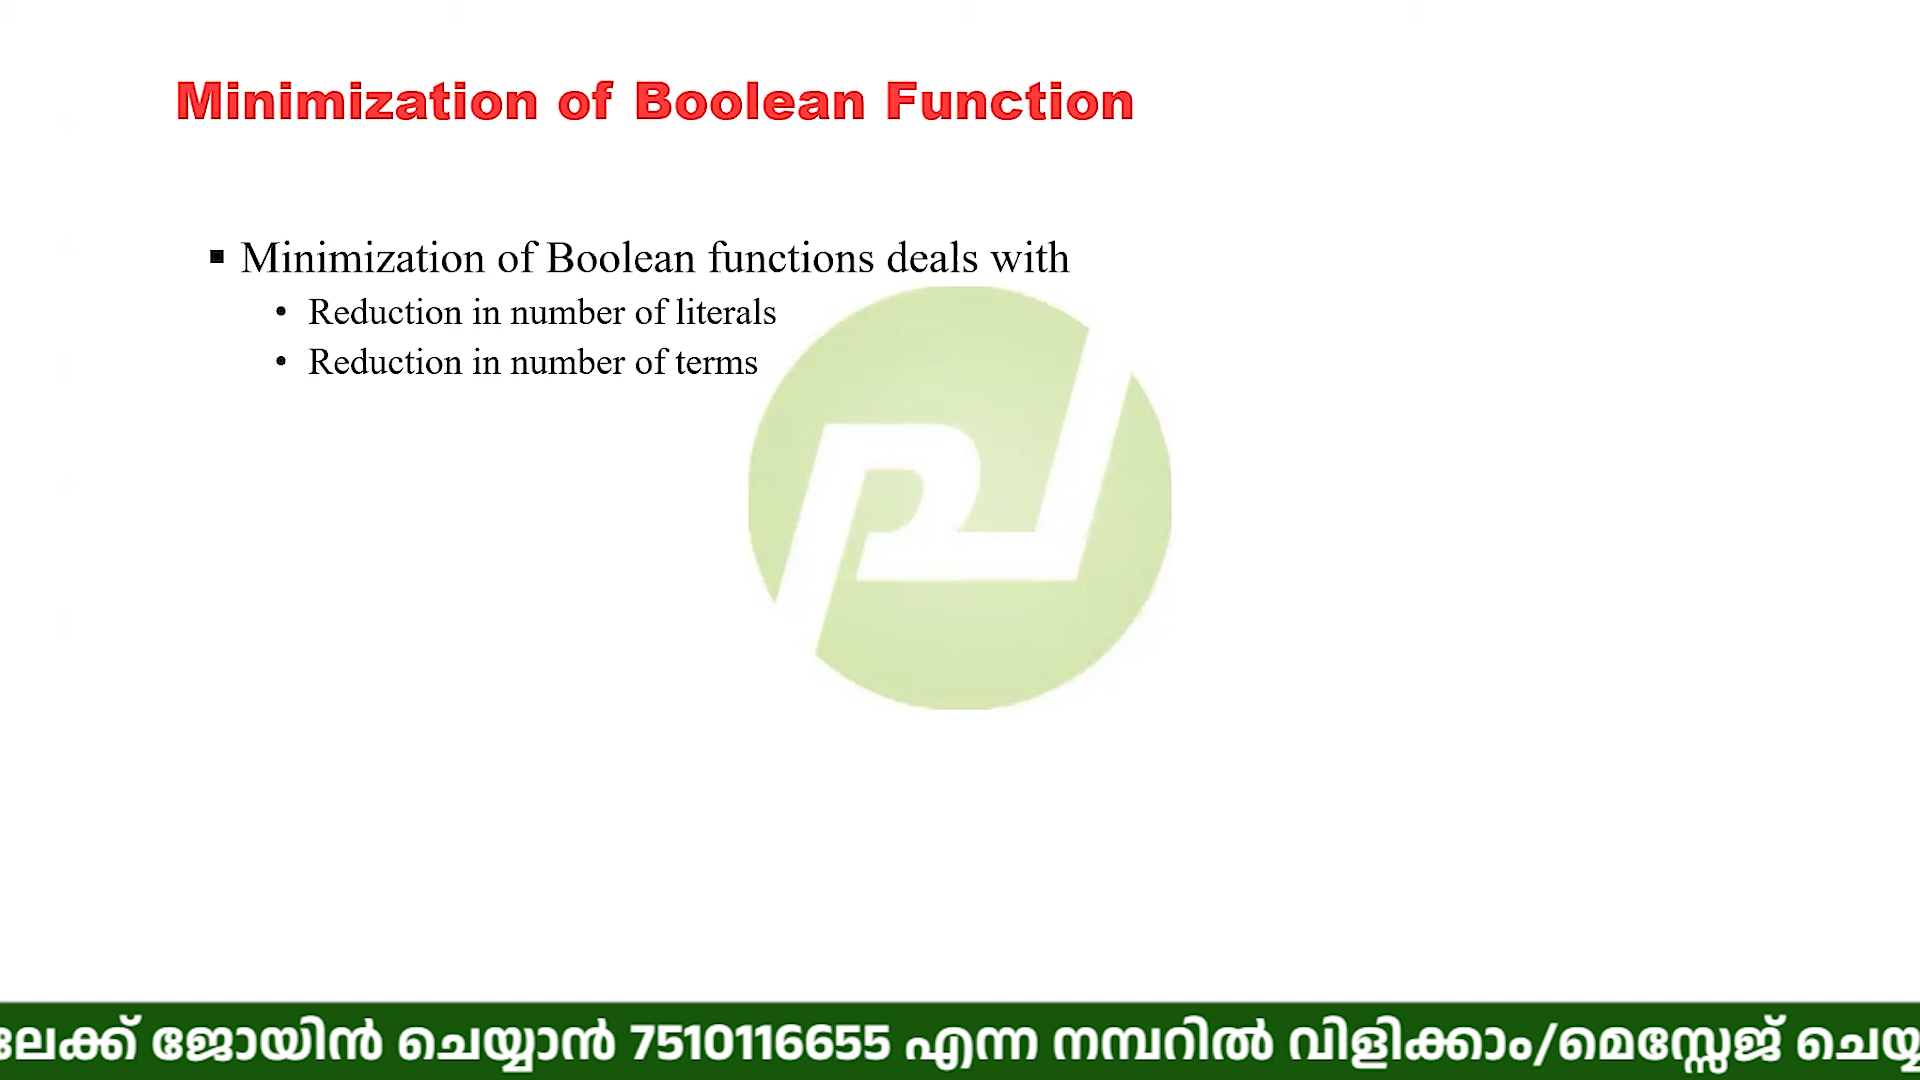 Minimization of Boolean Function
▪ Minimization of Boolean functions deals with
• Reduction in number of literals
• Reduction in number of terms
ജോയിൻ ചെയ്യാൻ 7510116655 എന്ന നമ്പറിൽ വിളിക്കാം/മെസ്സേജ്